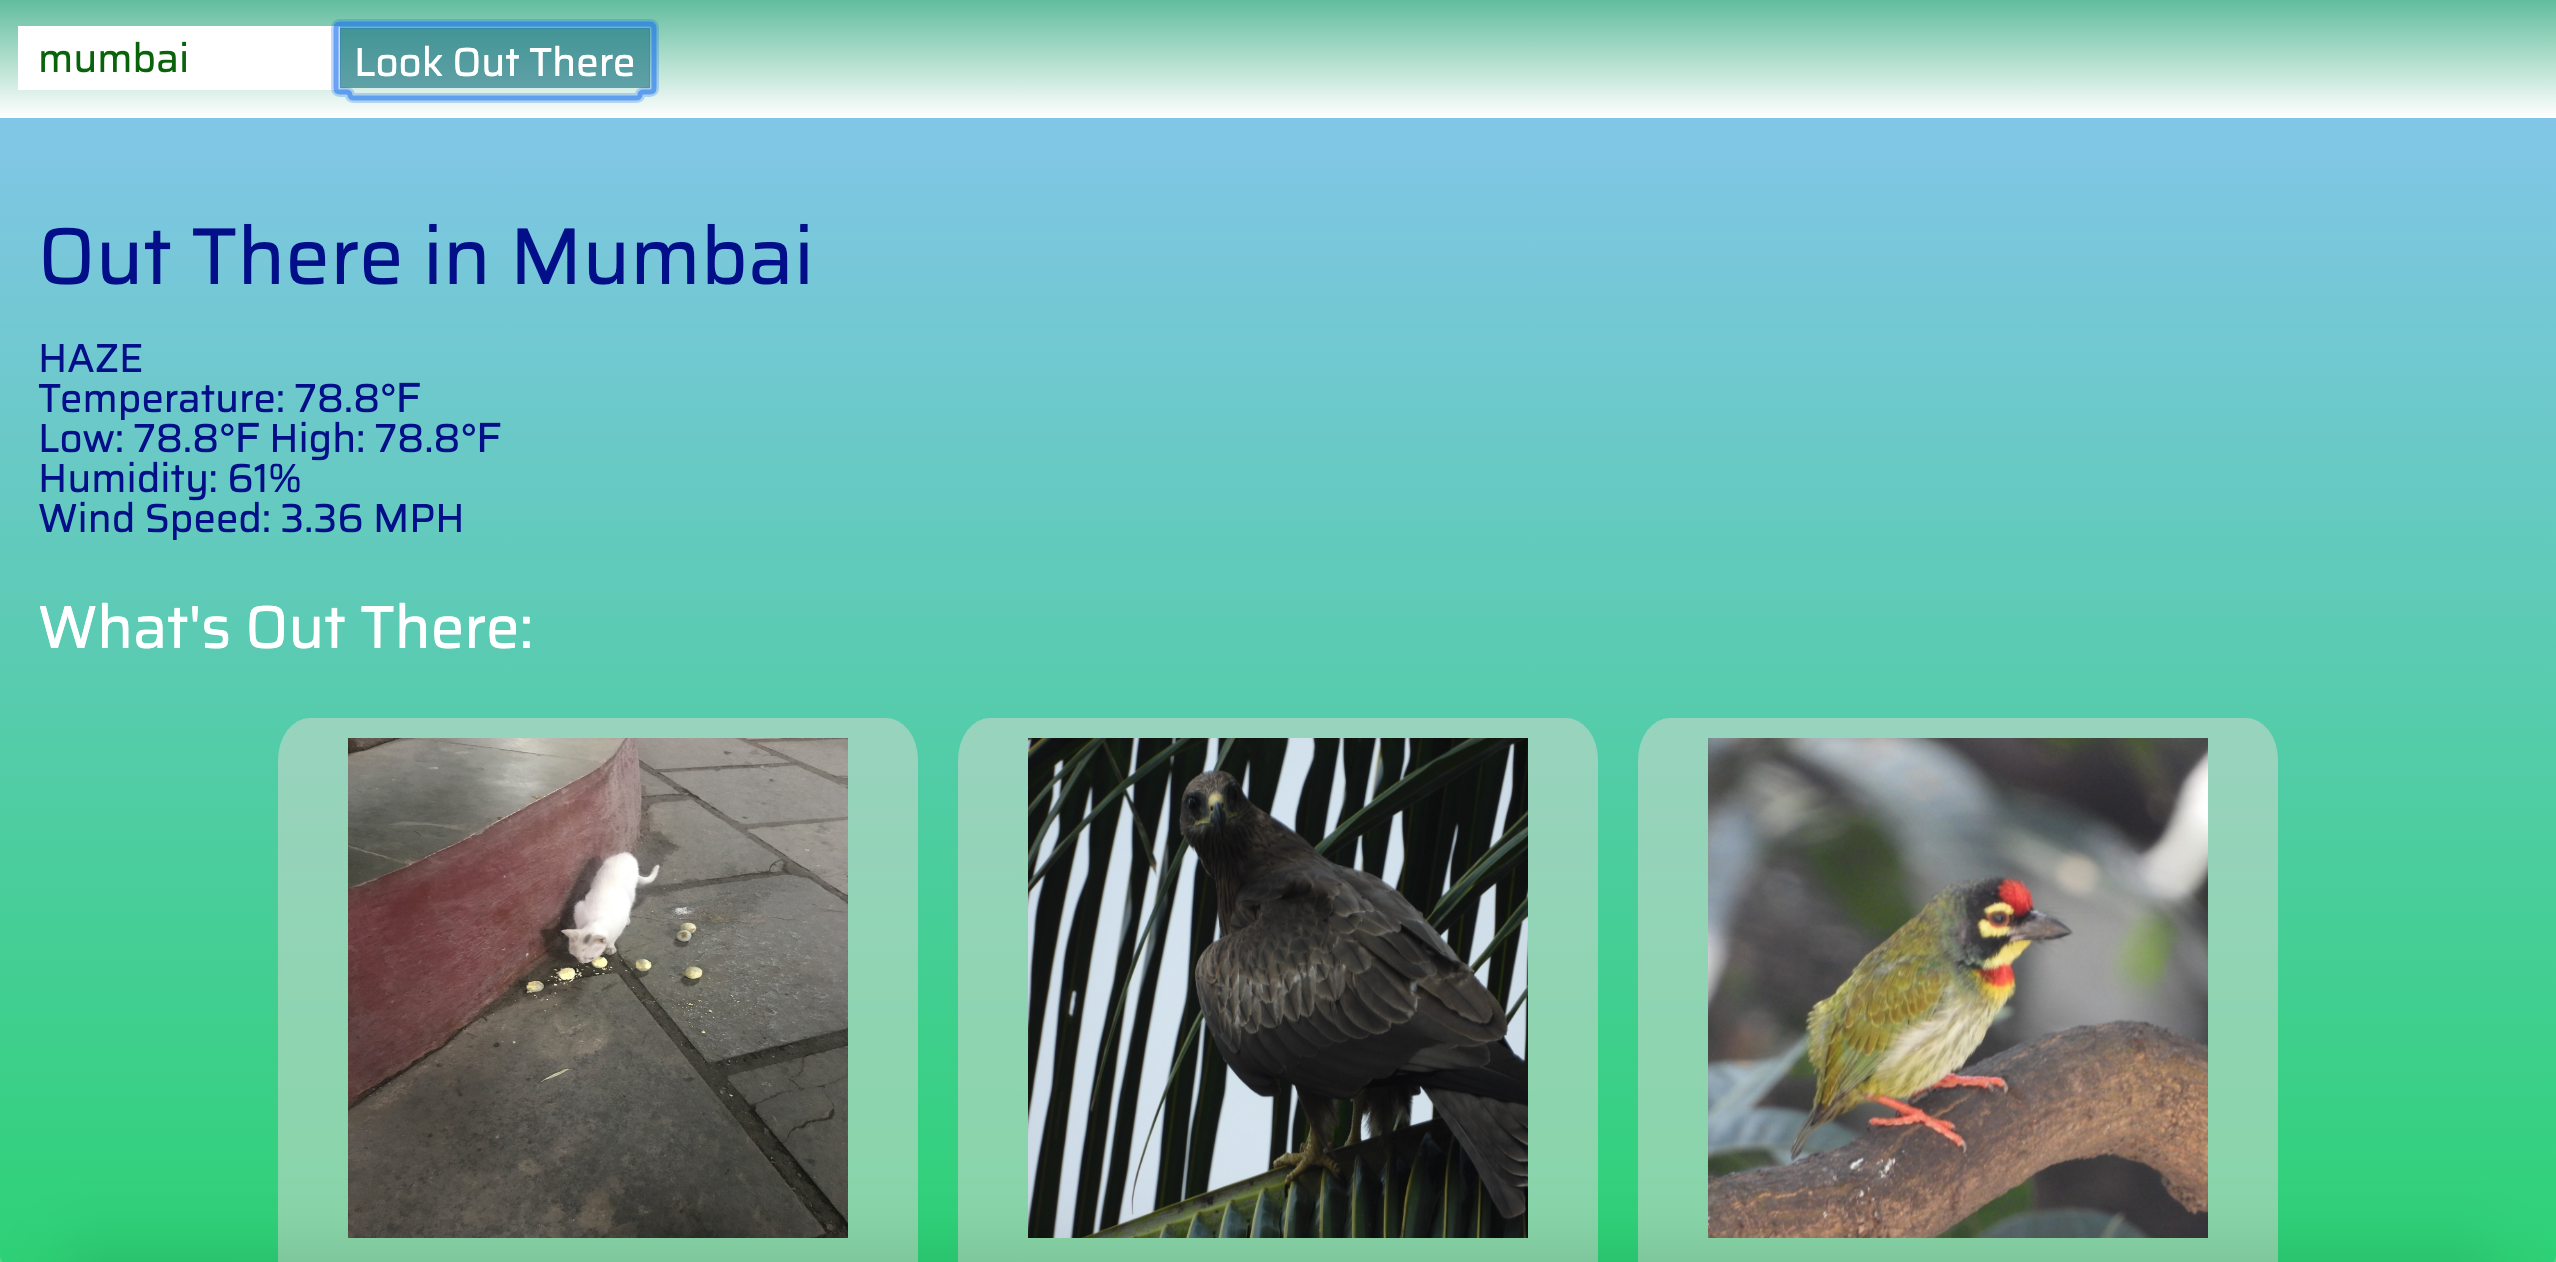 mumbai
Look Out There
Out There in Mumbai
HAZE
Temperature: 78.8°F
Low: 78.8°F High: 78.8°F
Humidity: 61%
Wind Speed: 3.36 MPH
What's Out There: